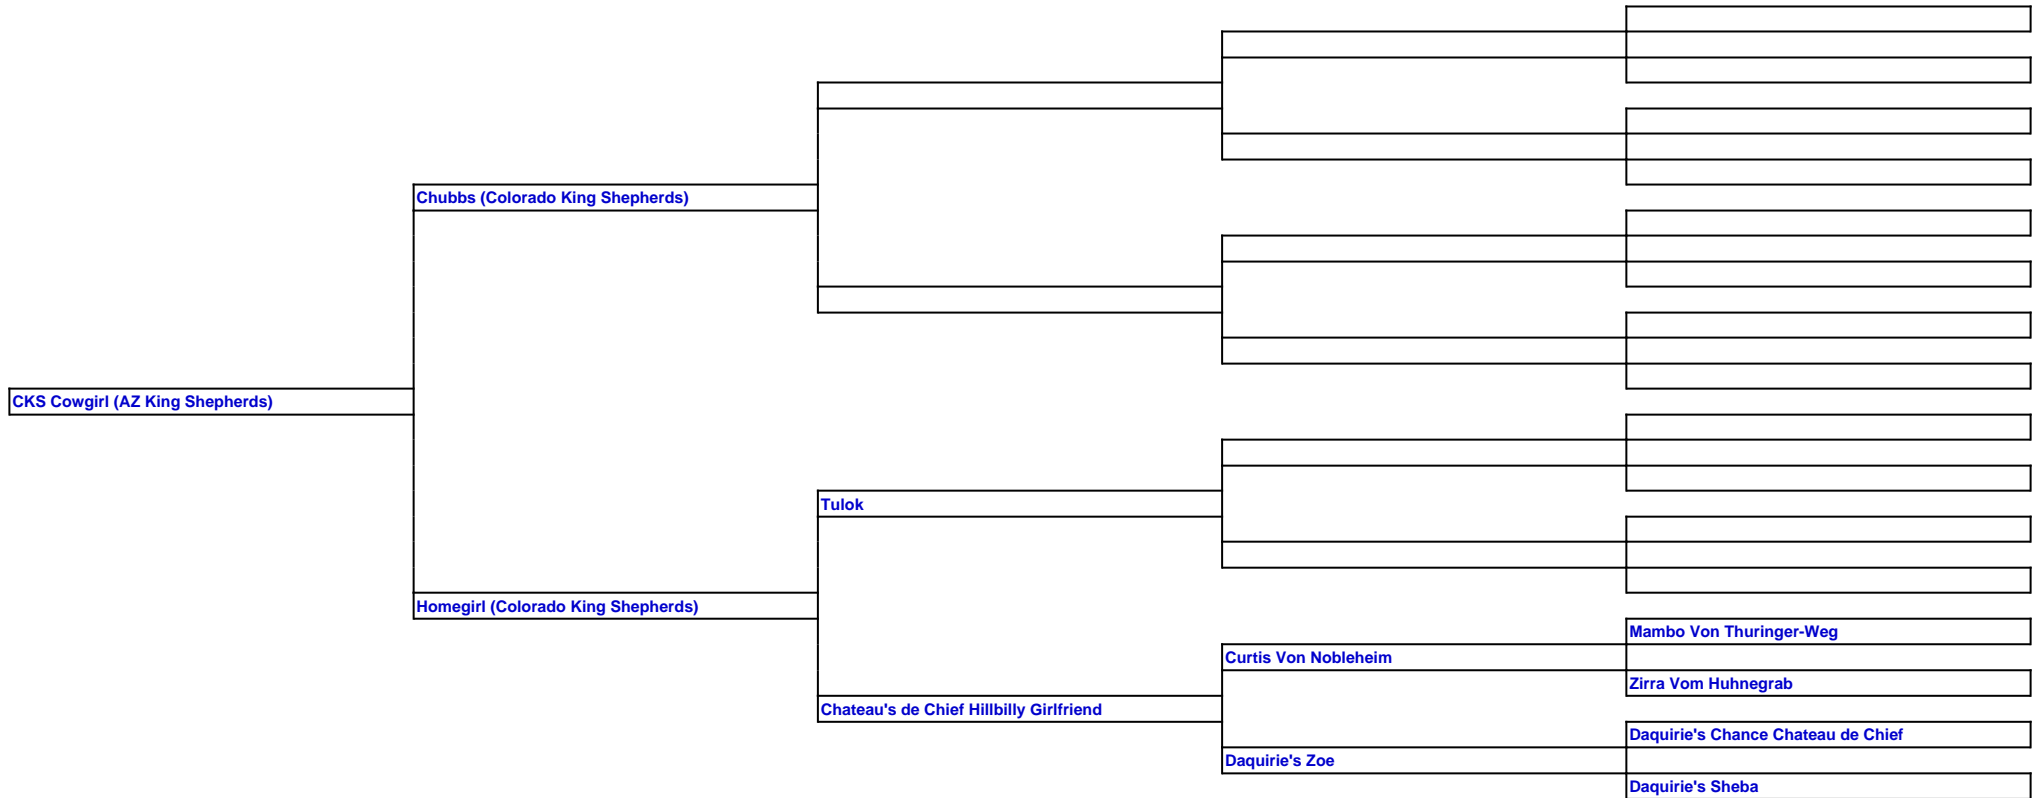 Chubbs (Colorado King Shepherds)
CKS Cowgirl (AZ King Shepherds)
Tulok
Homegirl (Colorado King Shepherds)
Mambo Von Thuringer-Weg
Curtis Von Nobleheim
Zirra Vom Huhnegrab
Chateau's de Chief Hillbilly Girlfriend
Daquirie's Chance Chateau de Chief
Daquirie's Zoe
Daquirie's Sheba